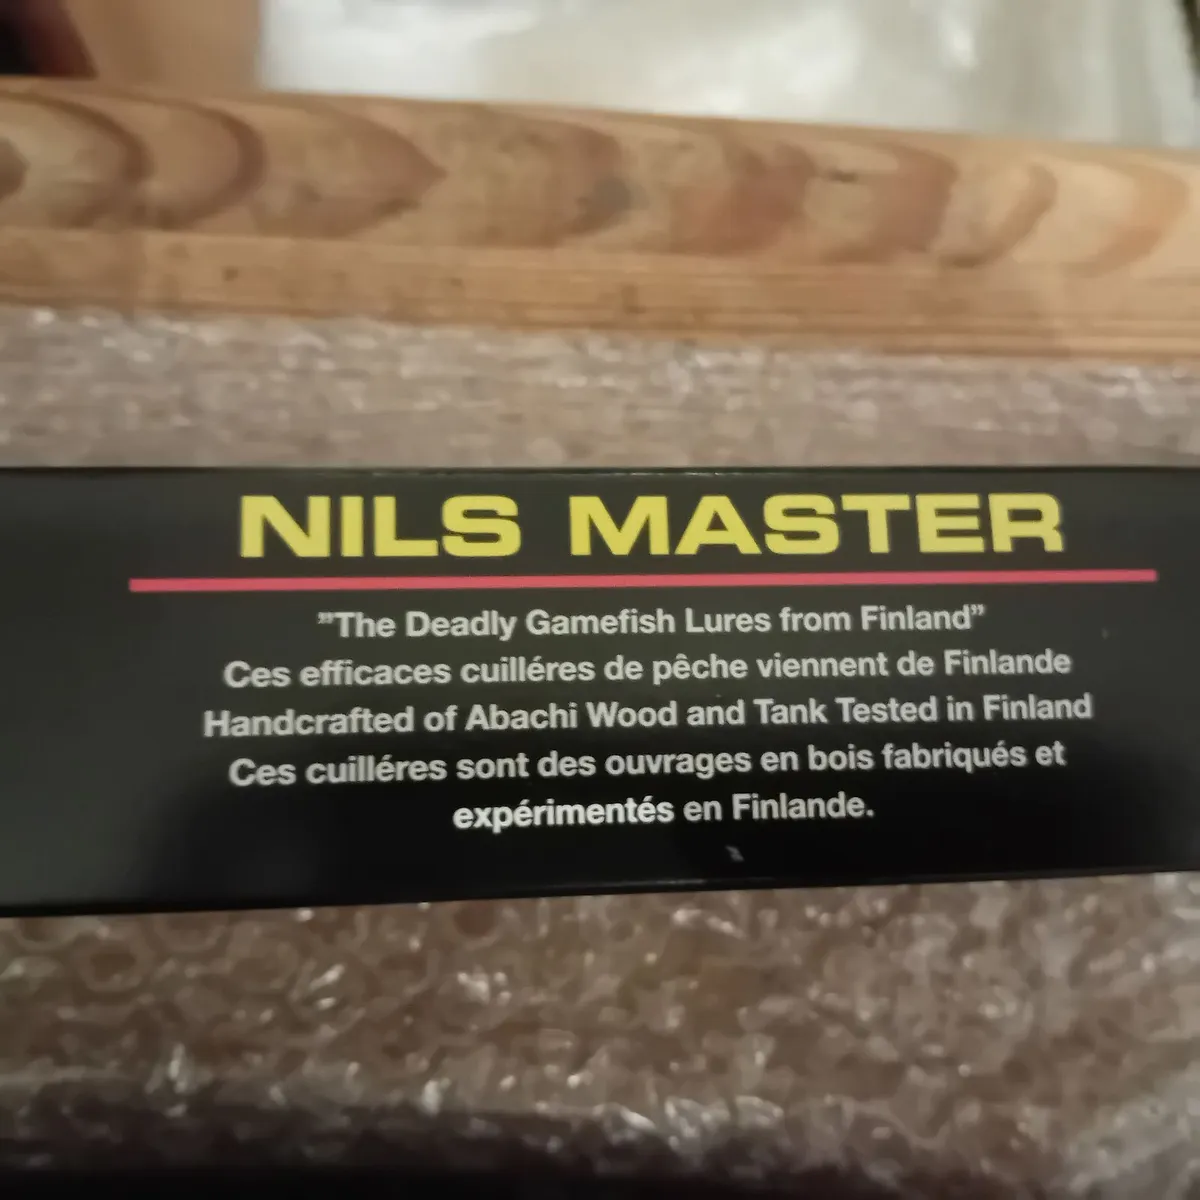 NILS MASTER
”The Deadly Gamefish Lures from Finland”
Ces efficaces cuilléres de pêche viennent de Finlande
Handcrafted of Abachi Wood and Tank Tested in Finland
Ces cuilléres sont des ouvrages en bois fabriqués et
expérimentés en Finlande.